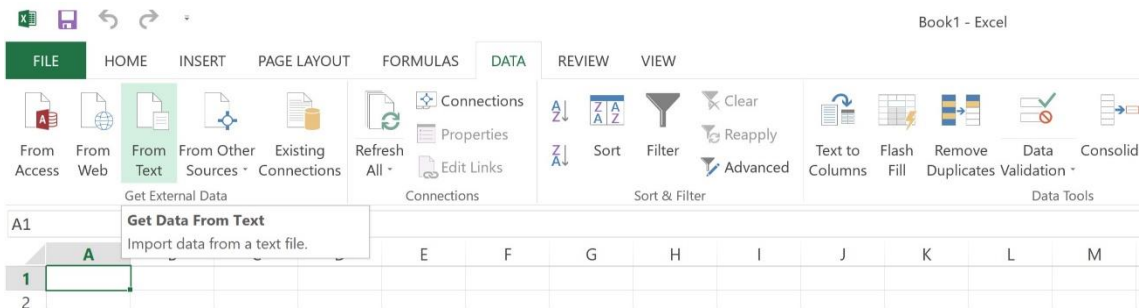 Book1 - Excel
FILE HOME INSERT PAGE LAYOUT FORMULAS DATA REVIEW VIEW
From Access
From Web
From Text
From Other Sources
Existing Connections
Get External Data
Refresh All
Connections
Properties
Edit Links
Connections
Sort
Filter
Clear
Reapply
Advanced
Sort & Filter
Text to Columns
Flash Fill
Remove Duplicates
Data Validation
Consolid
Data Tools
A1
Get Data From Text
Import data from a text file.
A E F G H I J K L M
1
2